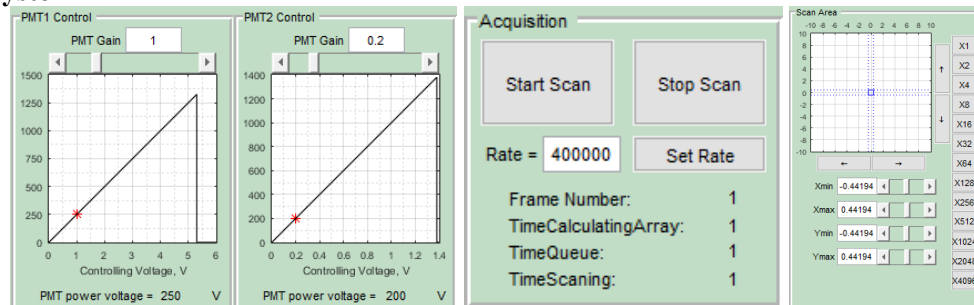 PMT1 Control
PMT Gain 1
1500
1250
1000
750
500
250
0
0 1 2 3 4 5 6
Controlling Voltage, V
PMT power voltage = 250 V
PMT2 Control
PMT Gain 0.2
1400
1200
1000
800
600
400
200
0
0 0.2 0.4 0.6 0.8 1 1.2 1.4
Controlling Voltage, V
PMT power voltage = 200 V
Acquisition
Start Scan Stop Scan
Rate = 400000 Set Rate
Frame Number: 1
TimeCalculatingArray: 1
TimeQueue: 1
TimeScaning: 1
Scan Area
-10 -8 -6 -4 -2 0 2 4 6 8 10
10
8
6
4
2
0
-2
-4
-6
-8
-10
↑
↓
← →
Xmin -0.44194
Xmax 0.44194
Ymin -0.44194
Ymax 0.44194
X1
X2
X4
X8
X16
X32
X64
X128
X256
X512
X1024
X2048
X4096